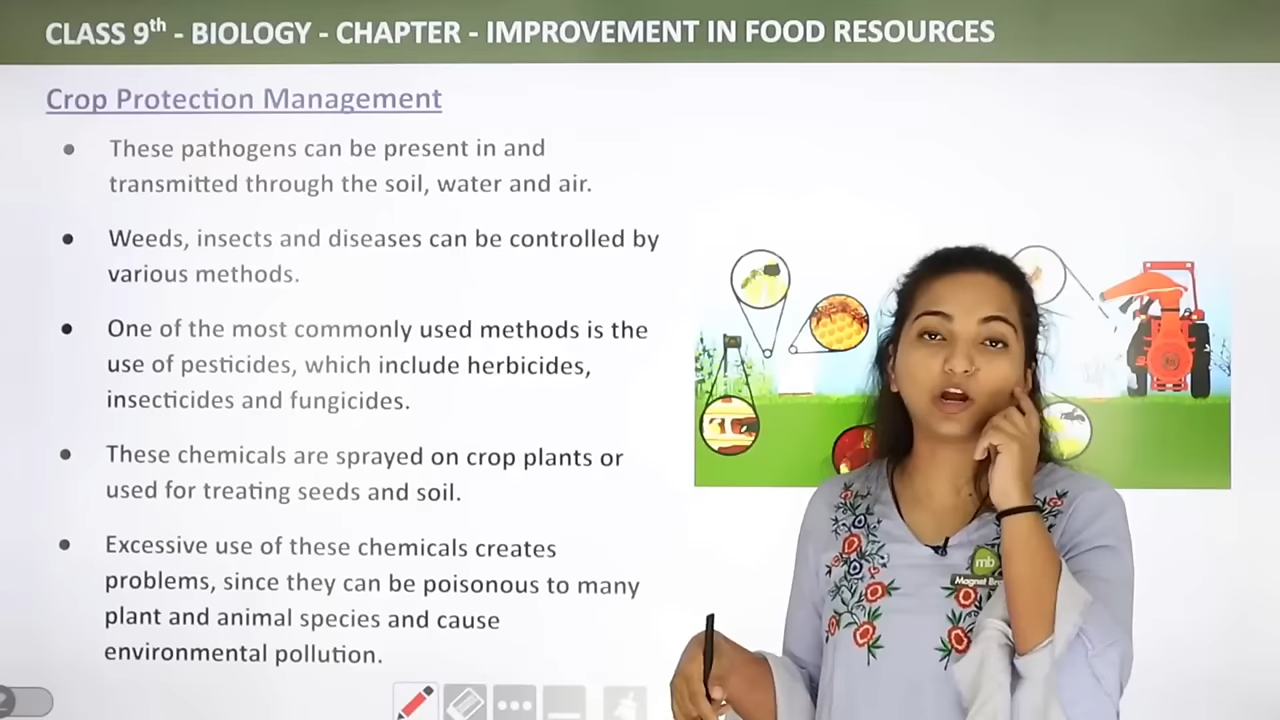 CLASS 9th - BIOLOGY - CHAPTER - IMPROVEMENT IN FOOD RESOURCES
Crop Protection Management
• These pathogens can be present in and
transmitted through the soil, water and air.
• Weeds, insects and diseases can be controlled by
various methods.
• One of the most commonly used methods is the
use of pesticides, which include herbicides,
insecticides and fungicides.
• These chemicals are sprayed on crop plants or
used for treating seeds and soil.
• Excessive use of these chemicals creates
problems, since they can be poisonous to many
plant and animal species and cause
environmental pollution.
mb
Magnet